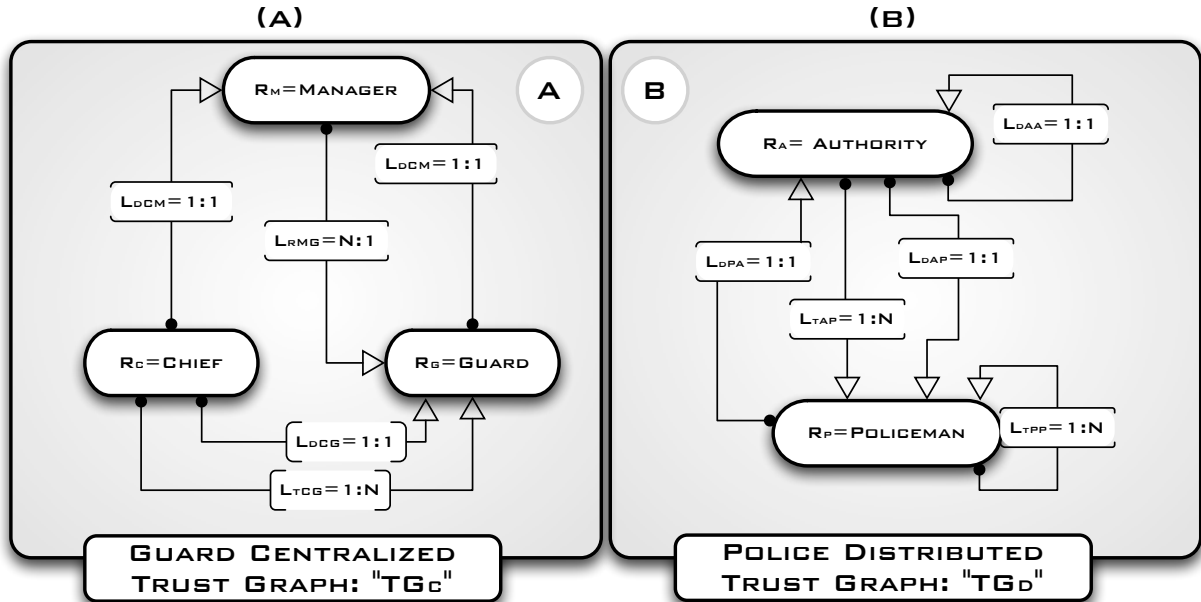 (A)
A
RM=MANAGER
LDCM=1:1
LDCM=1:1
LRMG=N:1
RC=CHIEF
RG=GUARD
LDCG=1:1
LTCG=1:N
GUARD CENTRALIZED
TRUST GRAPH: "TGC"
(B)
B
RA= AUTHORITY
LDAA=1:1
LDPA=1:1
LDAP=1:1
LTAP=1:N
RP=POLICEMAN
LTPP=1:N
POLICE DISTRIBUTED
TRUST GRAPH: "TGD"